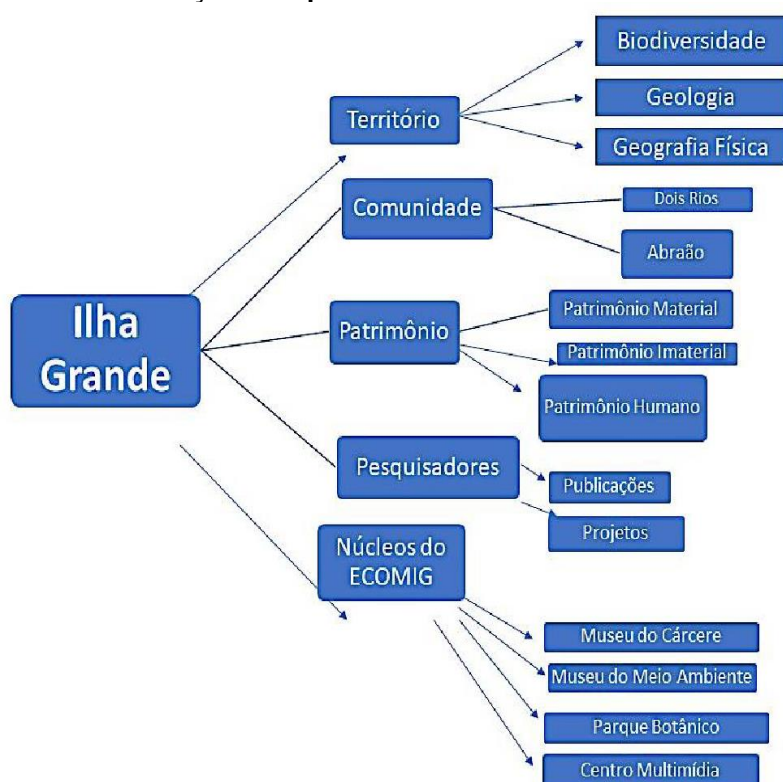 Ilha
Grande
Território
Biodiversidade
Geologia
Geografia Física
Comunidade
Dois Rios
Abraão
Patrimônio
Patrimônio Material
Patrimônio Imaterial
Patrimônio Humano
Pesquisadores
Publicações
Projetos
Núcleos do
ECOMIG
Museu do Cárcere
Museu do Meio Ambiente
Parque Botânico
Centro Multimídia